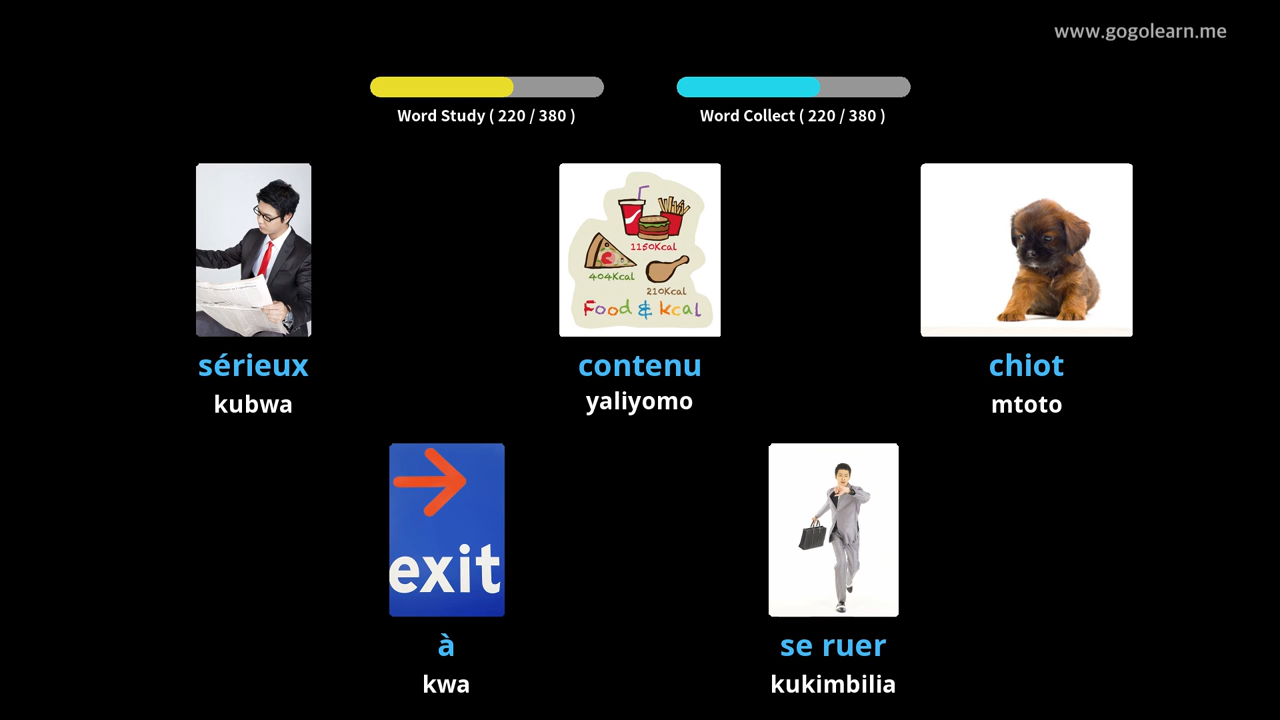 www.gogolearn.me
Word Study ( 220 / 380 )
Word Collect ( 220 / 380 )
1150Kcal
404Kcal
210Kcal
Food & kcal
sérieux
kubwa
contenu
yaliyomo
chiot
mtoto
exit
à
kwa
se ruer
kukimbilia